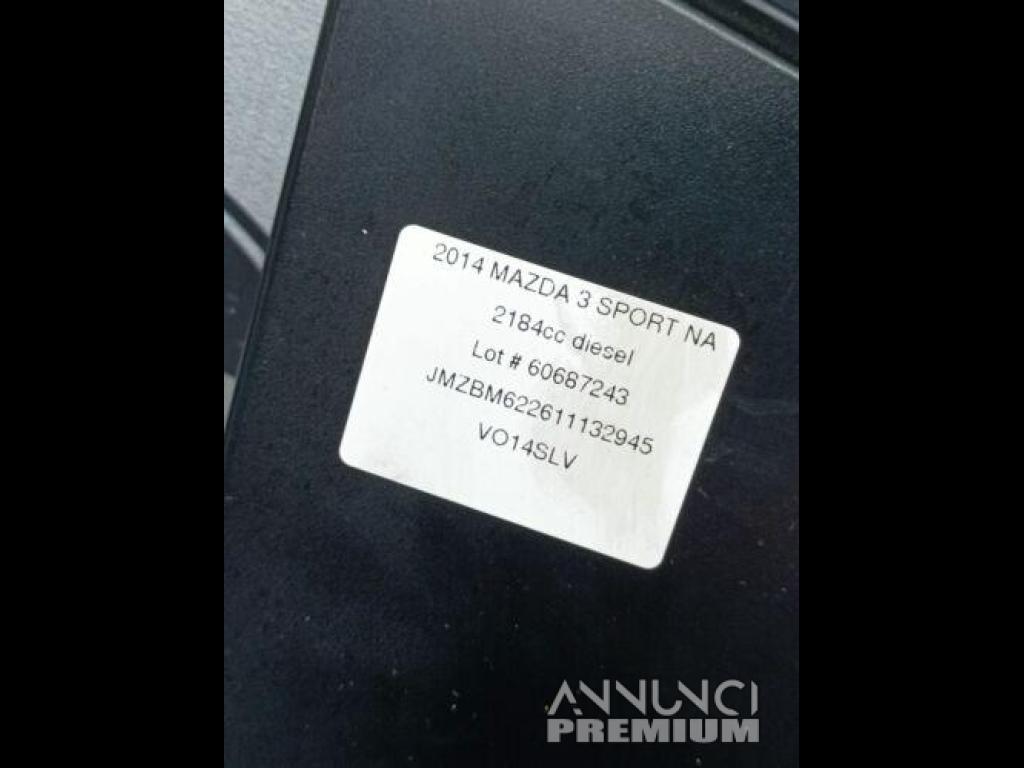 2014 MAZDA 3 SPORT NA
2184cc diesel
Lot # 60687243
JMZBM622611132945
VO14SLV
ANNUNCI
PREMIUM